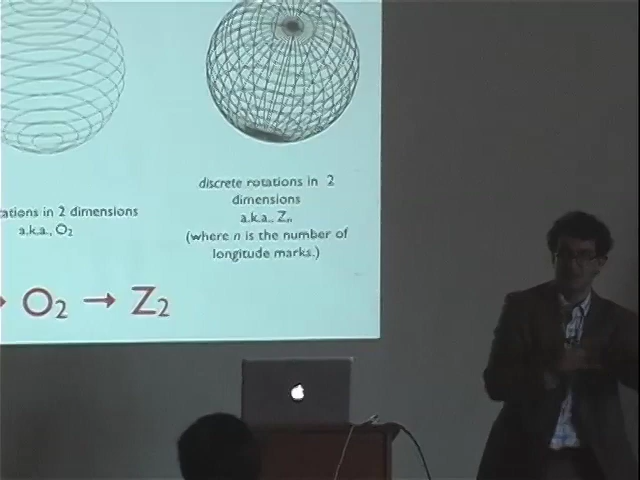 ations in 2 dimensions
a.k.a., O₂
discrete rotations in 2
dimensions
a.k.a., Zₙ
(where n is the number of
longitude marks.)
→ O₂ → Z₂